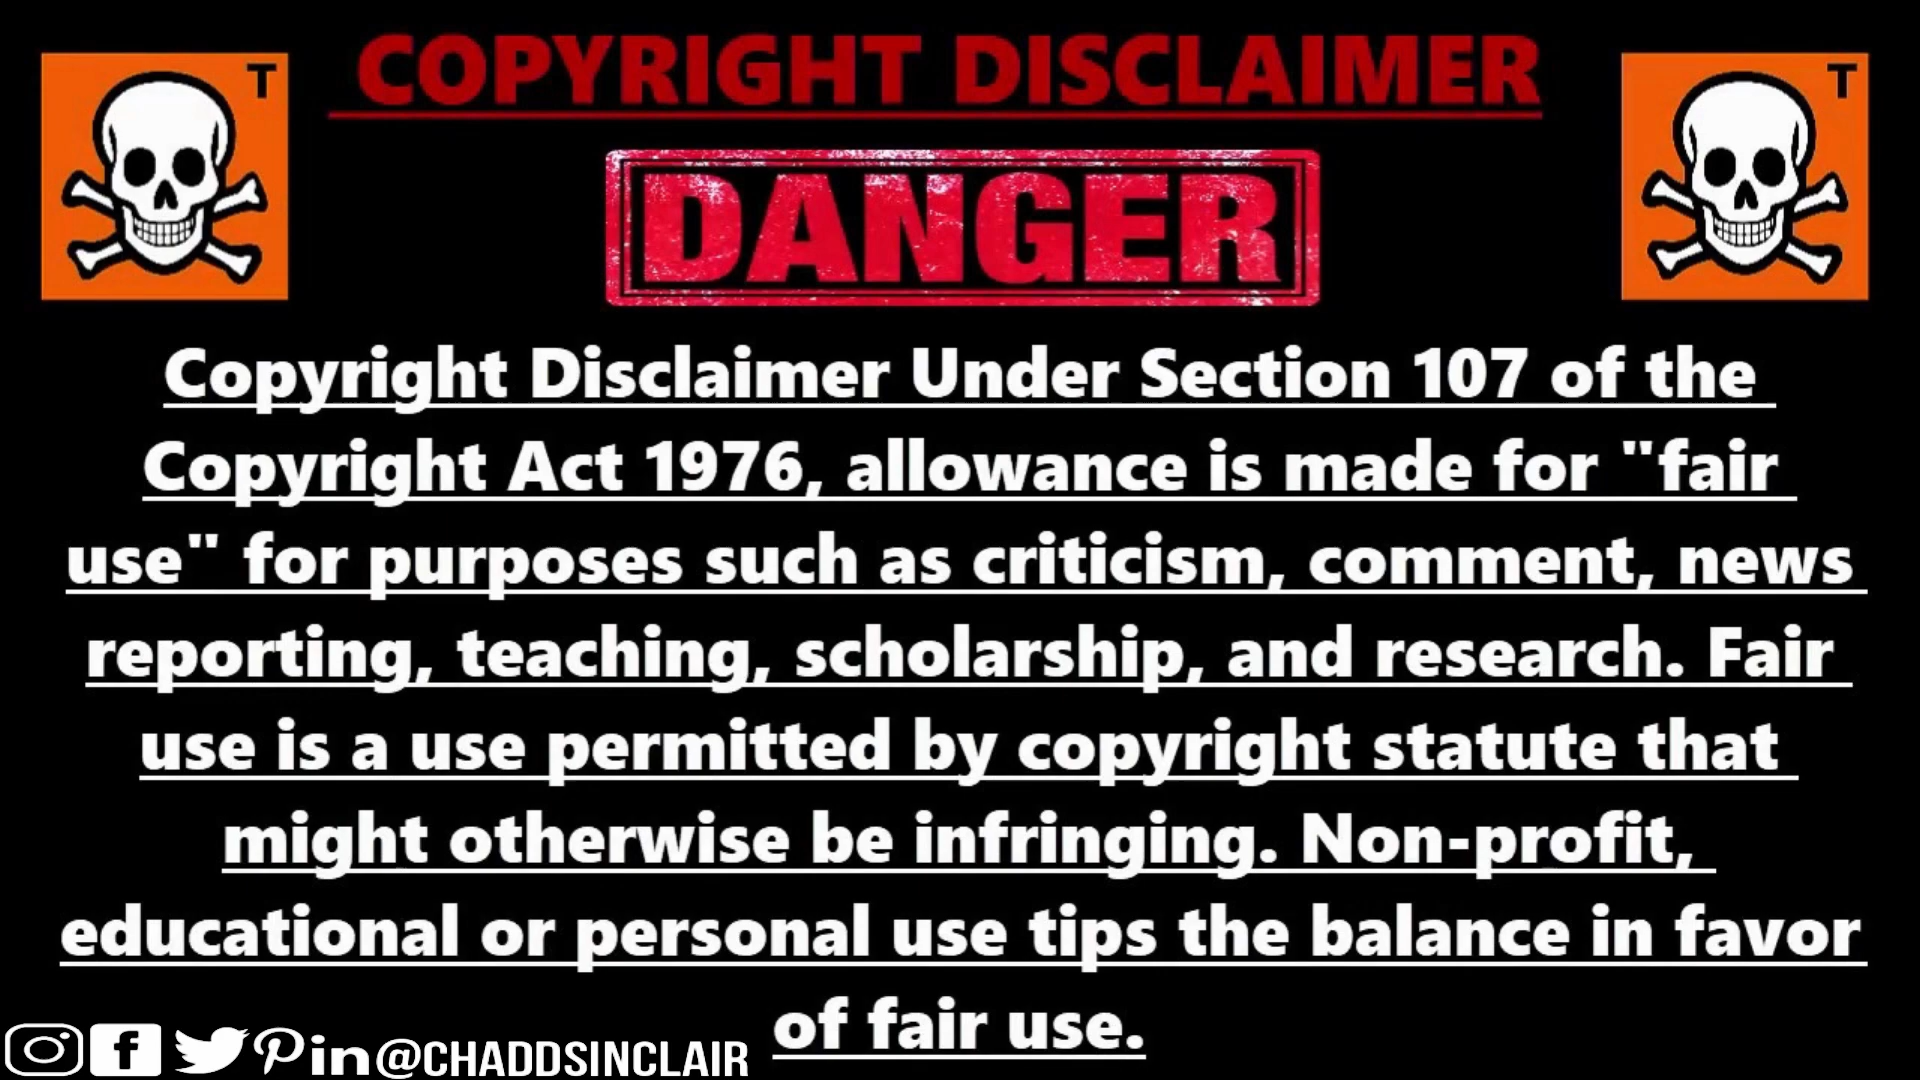 COPYRIGHT DISCLAIMER
T
T
DANGER
Copyright Disclaimer Under Section 107 of the
Copyright Act 1976, allowance is made for "fair
use" for purposes such as criticism, comment, news
reporting, teaching, scholarship, and research. Fair
use is a use permitted by copyright statute that
might otherwise be infringing. Non-profit,
educational or personal use tips the balance in favor
of fair use.
@CHADDSINCLAIR